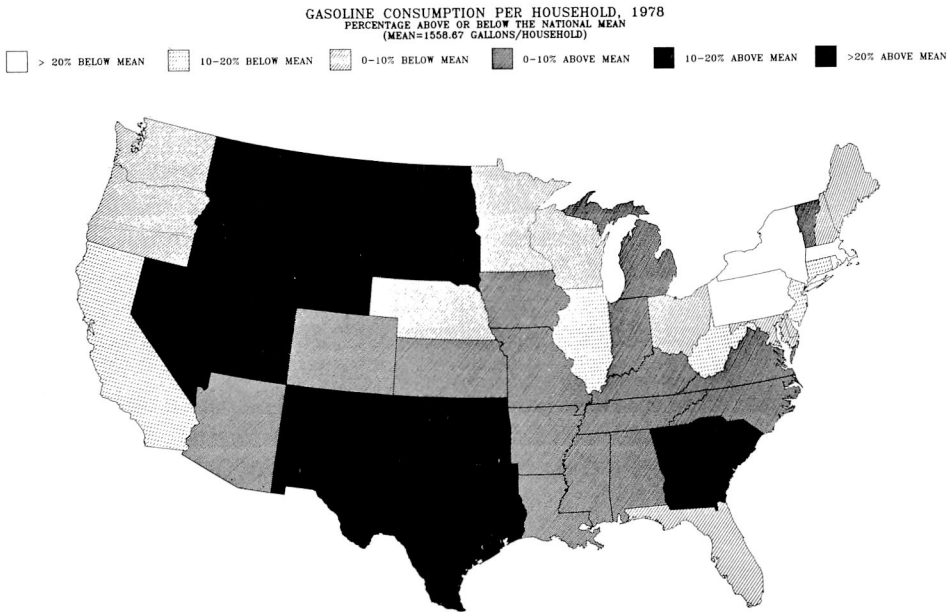 GASOLINE CONSUMPTION PER HOUSEHOLD, 1978
PERCENTAGE ABOVE OR BELOW THE NATIONAL MEAN
(MEAN=1558.67 GALLONS/HOUSEHOLD)
> 20% BELOW MEAN 10-20% BELOW MEAN 0-10% BELOW MEAN 0-10% ABOVE MEAN 10-20% ABOVE MEAN >20% ABOVE MEAN